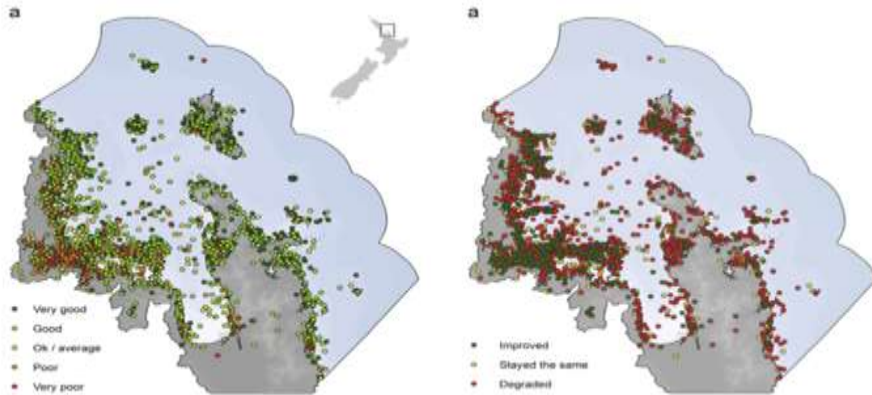 a
Very good
Good
Ok / average
Poor
Very poor
a
Improved
Stayed the same
Degraded